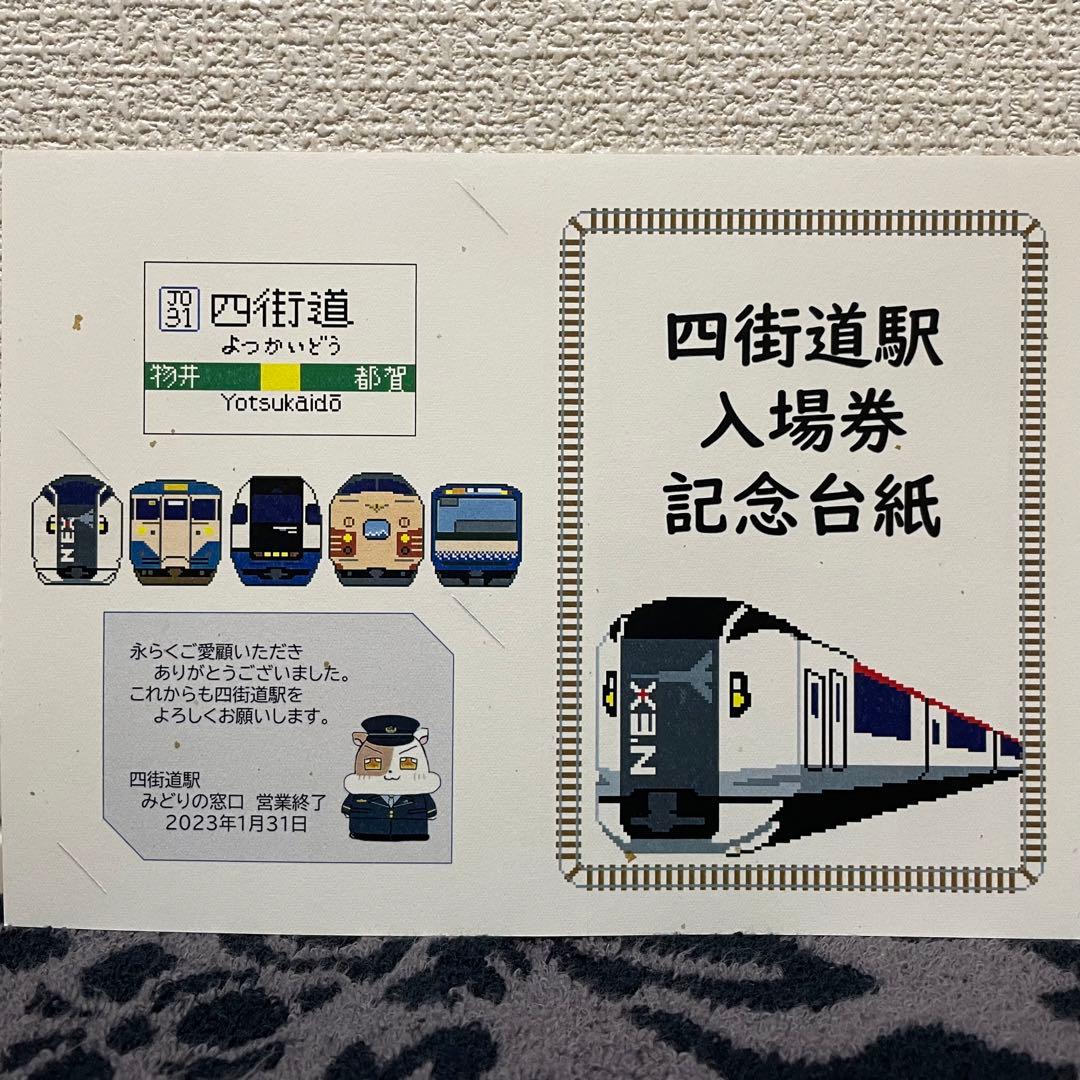 JO
31
四街道
よつかいどう
物井 都賀
Yotsukaidō
N'EX
永らくご愛顧いただき
ありがとうございました。
これからも四街道駅を
よろしくお願いします。
四街道駅
みどりの窓口 営業終了
2023年1月31日
四街道駅
入場券
記念台紙
N'EX